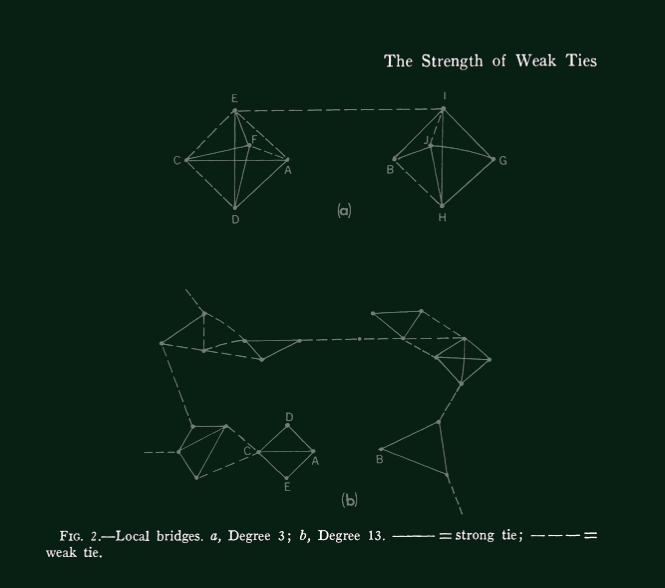 The Strength of Weak Ties
E
I
F
J
C
A
B
G
D
H
(a)
D
C
A
B
E
(b)
FIG. 2.—Local bridges. a, Degree 3; b, Degree 13. ——— = strong tie; – – – =
weak tie.